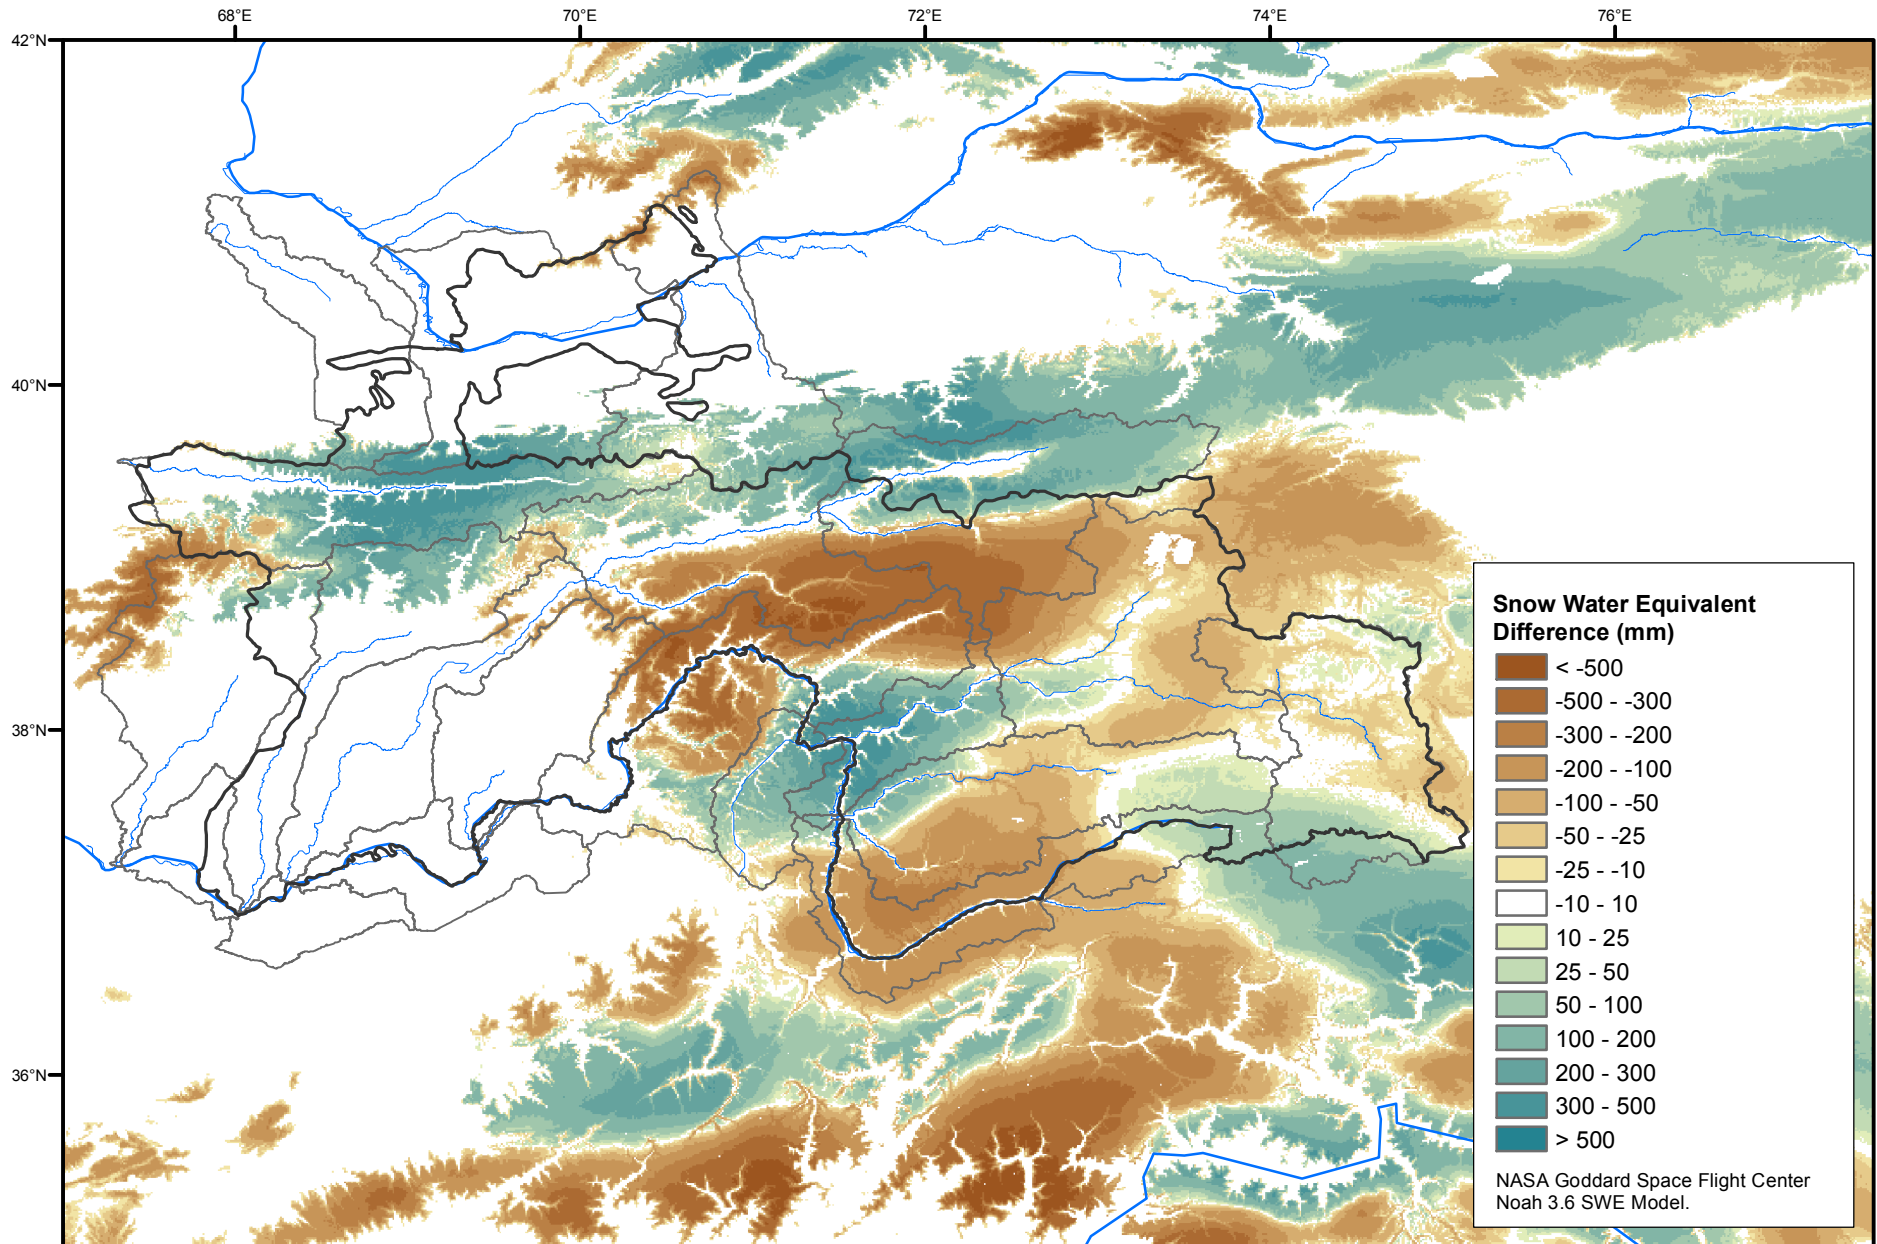 68°E 70°E 72°E 74°E 76°E
42°N
40°N
38°N
36°N
Snow Water Equivalent
Difference (mm)
< -500
-500 - -300
-300 - -200
-200 - -100
-100 - -50
-50 - -25
-25 - -10
-10 - 10
10 - 25
25 - 50
50 - 100
100 - 200
200 - 300
300 - 500
> 500
NASA Goddard Space Flight Center
Noah 3.6 SWE Model.